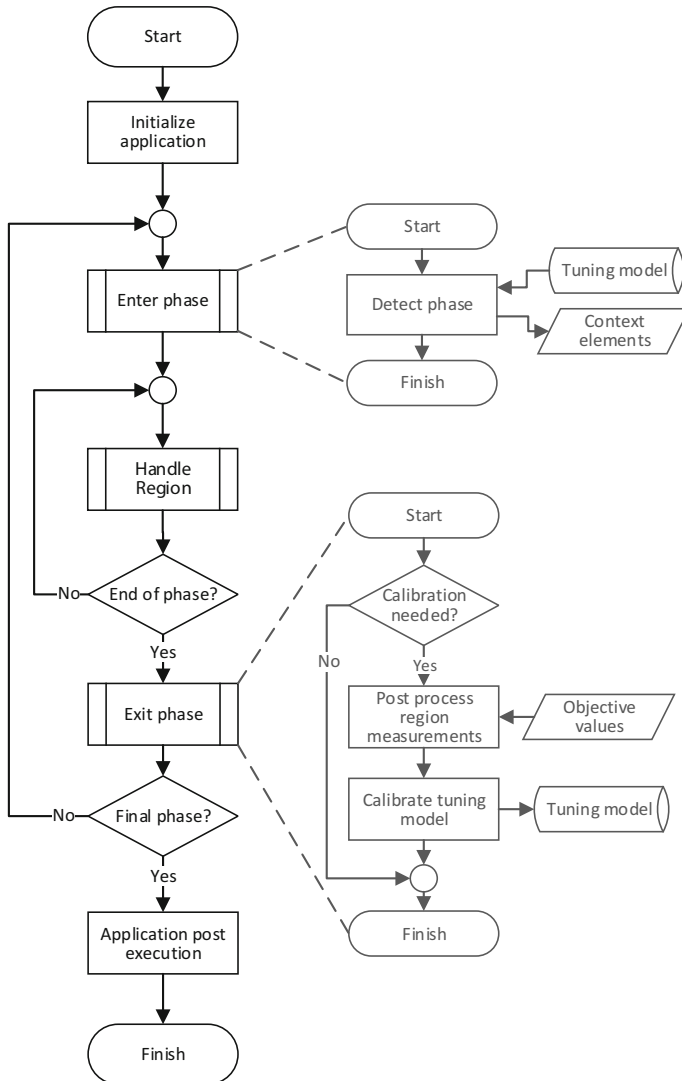 Start
Initialize
application
Enter phase
Handle
Region
No
End of phase?
Yes
Exit phase
No
Final phase?
Yes
Application post
execution
Finish
Start
Detect phase
Tuning model
Context
elements
Finish
Start
Calibration
needed?
No
Yes
Post process
region
measurements
Objective
values
Calibrate tuning
model
Tuning model
Finish